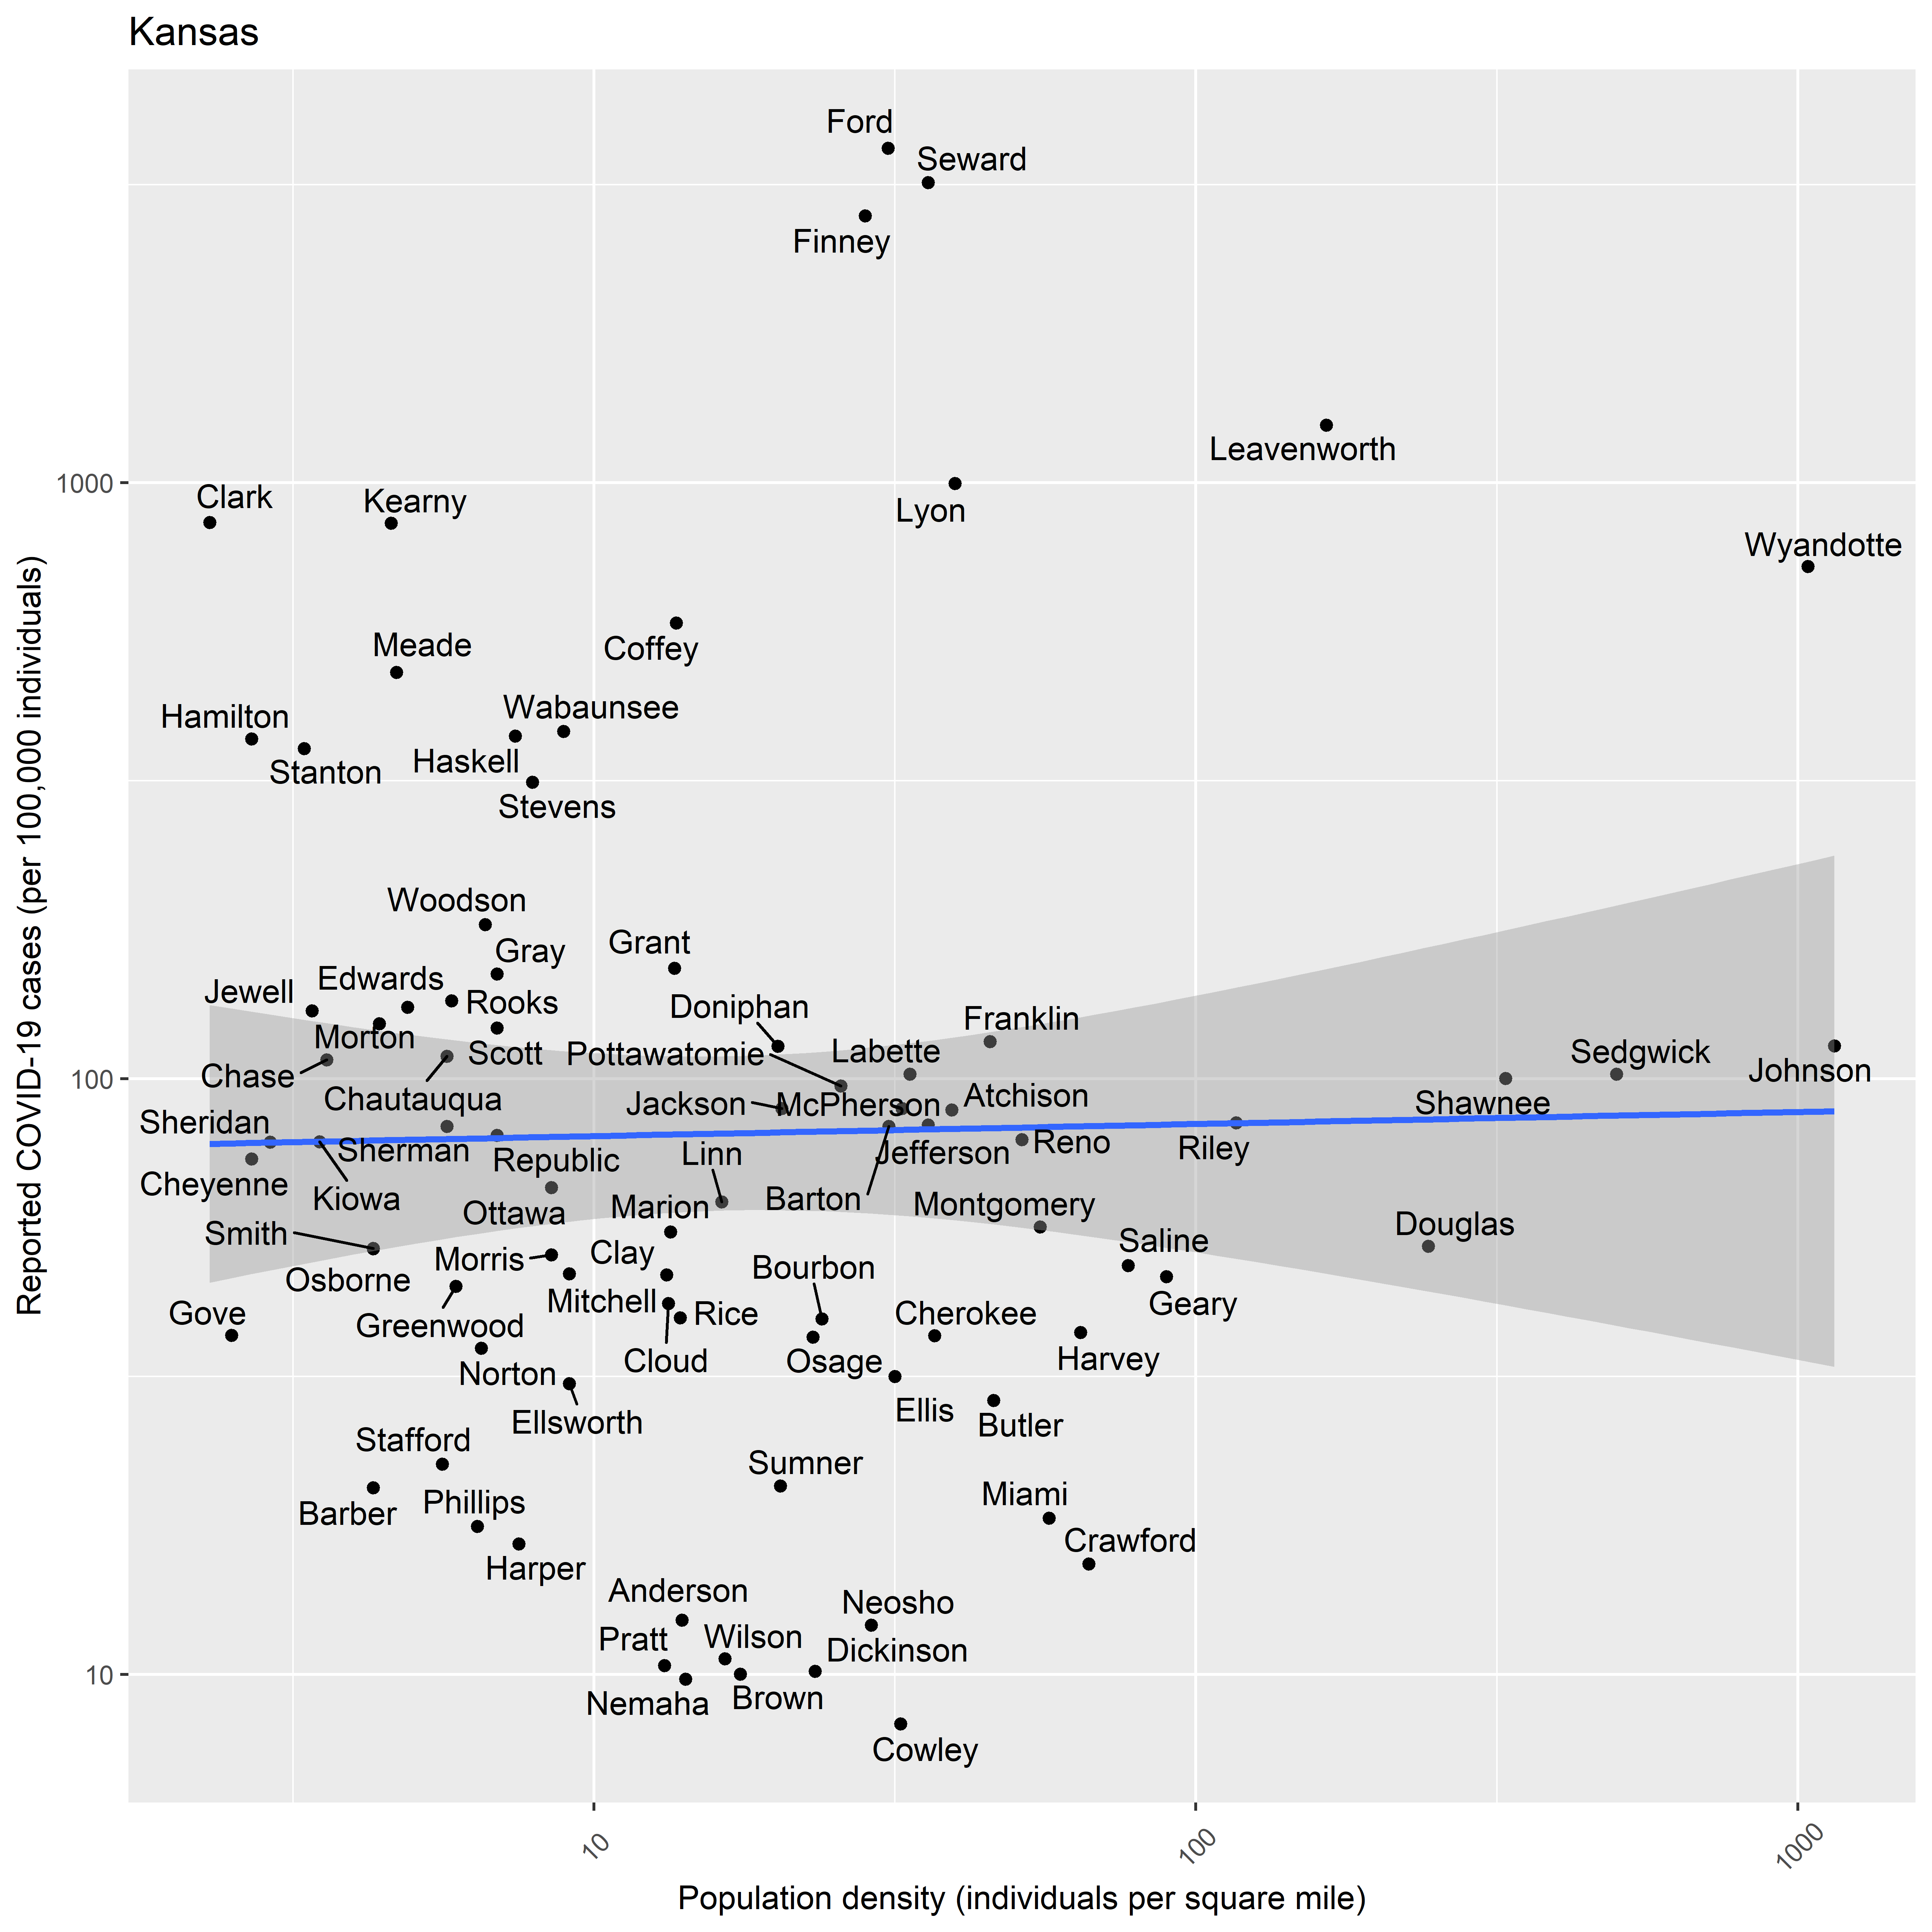 Kansas
Ford
Seward
Finney
Leavenworth
1000
Clark
Kearny
Lyon
Wyandotte
Meade
Coffey
Hamilton
Wabaunsee
Stanton
Haskell
Stevens
Woodson
Gray
Grant
Jewell
Edwards
Rooks
Doniphan
Franklin
Morton
Scott
Pottawatomie
Labette
Sedgwick
Johnson
100
Chase
Chautauqua
Jackson
McPherson
Atchison
Shawnee
Sheridan
Sherman
Republic
Linn
Jefferson
Reno
Riley
Cheyenne
Kiowa
Ottawa
Marion
Barton
Montgomery
Douglas
Smith
Morris
Clay
Saline
Osborne
Bourbon
Mitchell
Rice
Geary
Gove
Greenwood
Cherokee
Cloud
Osage
Harvey
Norton
Ellsworth
Ellis
Butler
Stafford
Sumner
Barber
Phillips
Miami
Harper
Crawford
Anderson
Neosho
Pratt
Wilson
Dickinson
10
Nemaha
Brown
Cowley
10
100
1000
Population density (individuals per square mile)
Reported COVID-19 cases (per 100,000 individuals)